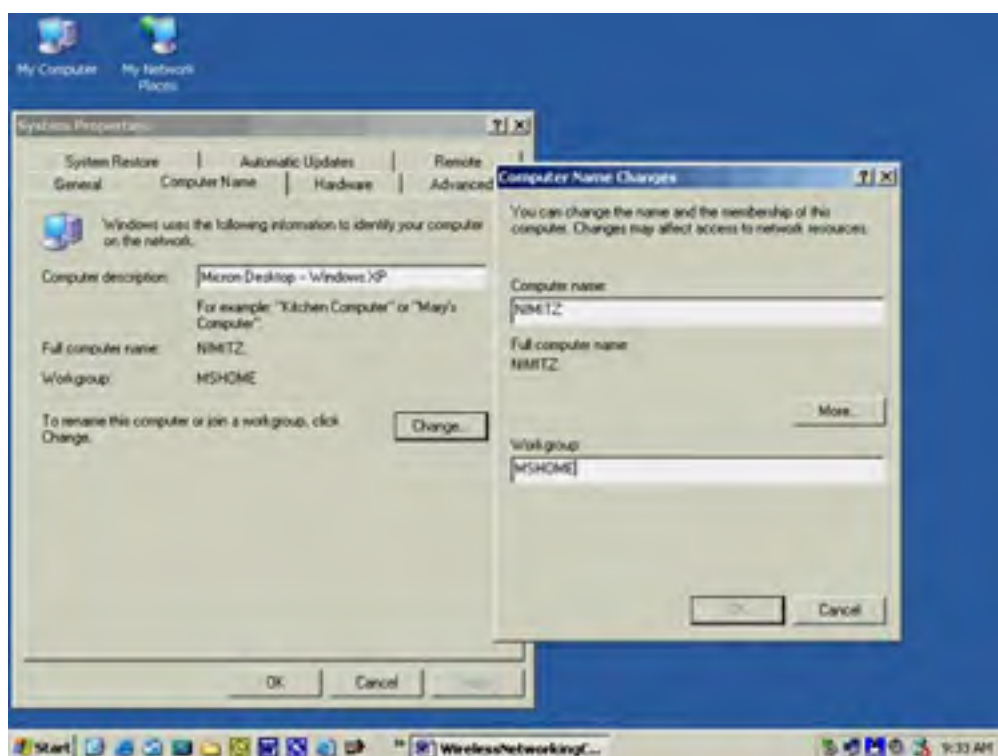 My Computer
My Network
Places
System Properties
System Restore
Automatic Updates
Remote
General
Computer Name
Hardware
Advanced
Windows uses the following information to identify your computer
on the network.
Computer description:
Micron Desktop - Windows XP
For example: "Kitchen Computer" or "Mary's
Computer".
Full computer name:
NIMITZ.
Workgroup:
MSHOME
To rename this computer or join a workgroup, click
Change.
Change...
OK
Cancel
Computer Name Changes
You can change the name and the membership of this
computer. Changes may affect access to network resources.
Computer name:
NIMITZ
Full computer name:
NIMITZ.
More...
Workgroup:
MSHOME
OK
Cancel
Start
WirelessNetworkingC...
9:33 AM